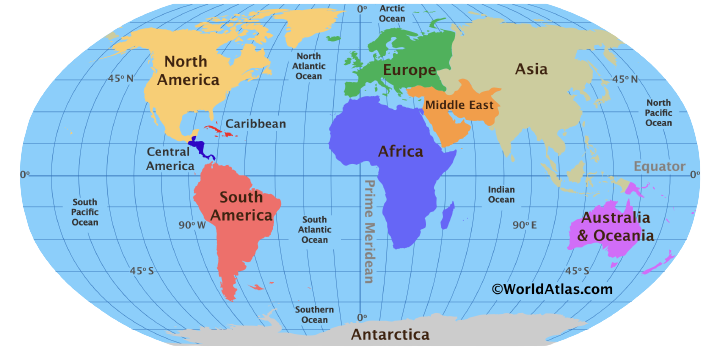 0°
Arctic
Ocean
North
America
North
Atlantic
Ocean
Europe
Asia
45° N
45° N
Middle East
North
Pacific
Ocean
Caribbean
Central
America
Africa
Equator
0°
0°
South
Pacific
Ocean
South
America
Prime Meridean
Indian
Ocean
90° W
South
Atlantic
Ocean
90° E
Australia
& Oceania
45° S
45° S
©WorldAtlas.com
Southern
Ocean
0°
Antarctica